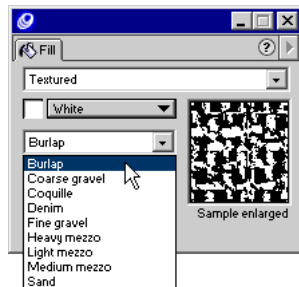 Fill
?
Textured
White
Burlap
Burlap
Coarse gravel
Coquille
Denim
Fine gravel
Heavy mezzo
Light mezzo
Medium mezzo
Sand
Sample enlarged